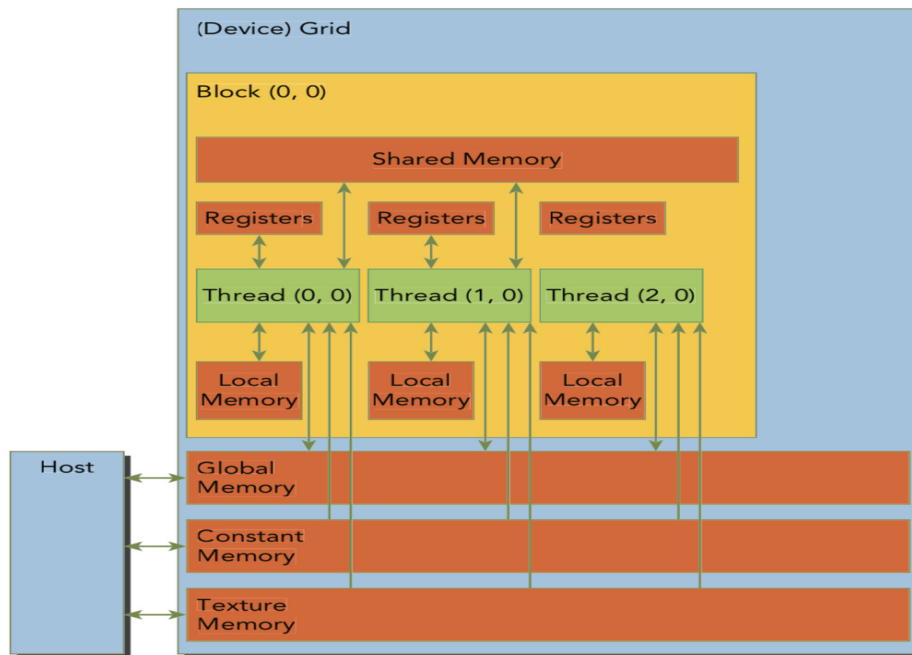 (Device) Grid
Block (0, 0)
Shared Memory
Registers
Registers
Registers
Thread (0, 0)
Thread (1, 0)
Thread (2, 0)
Local
Memory
Local
Memory
Local
Memory
Host
Global
Memory
Constant
Memory
Texture
Memory